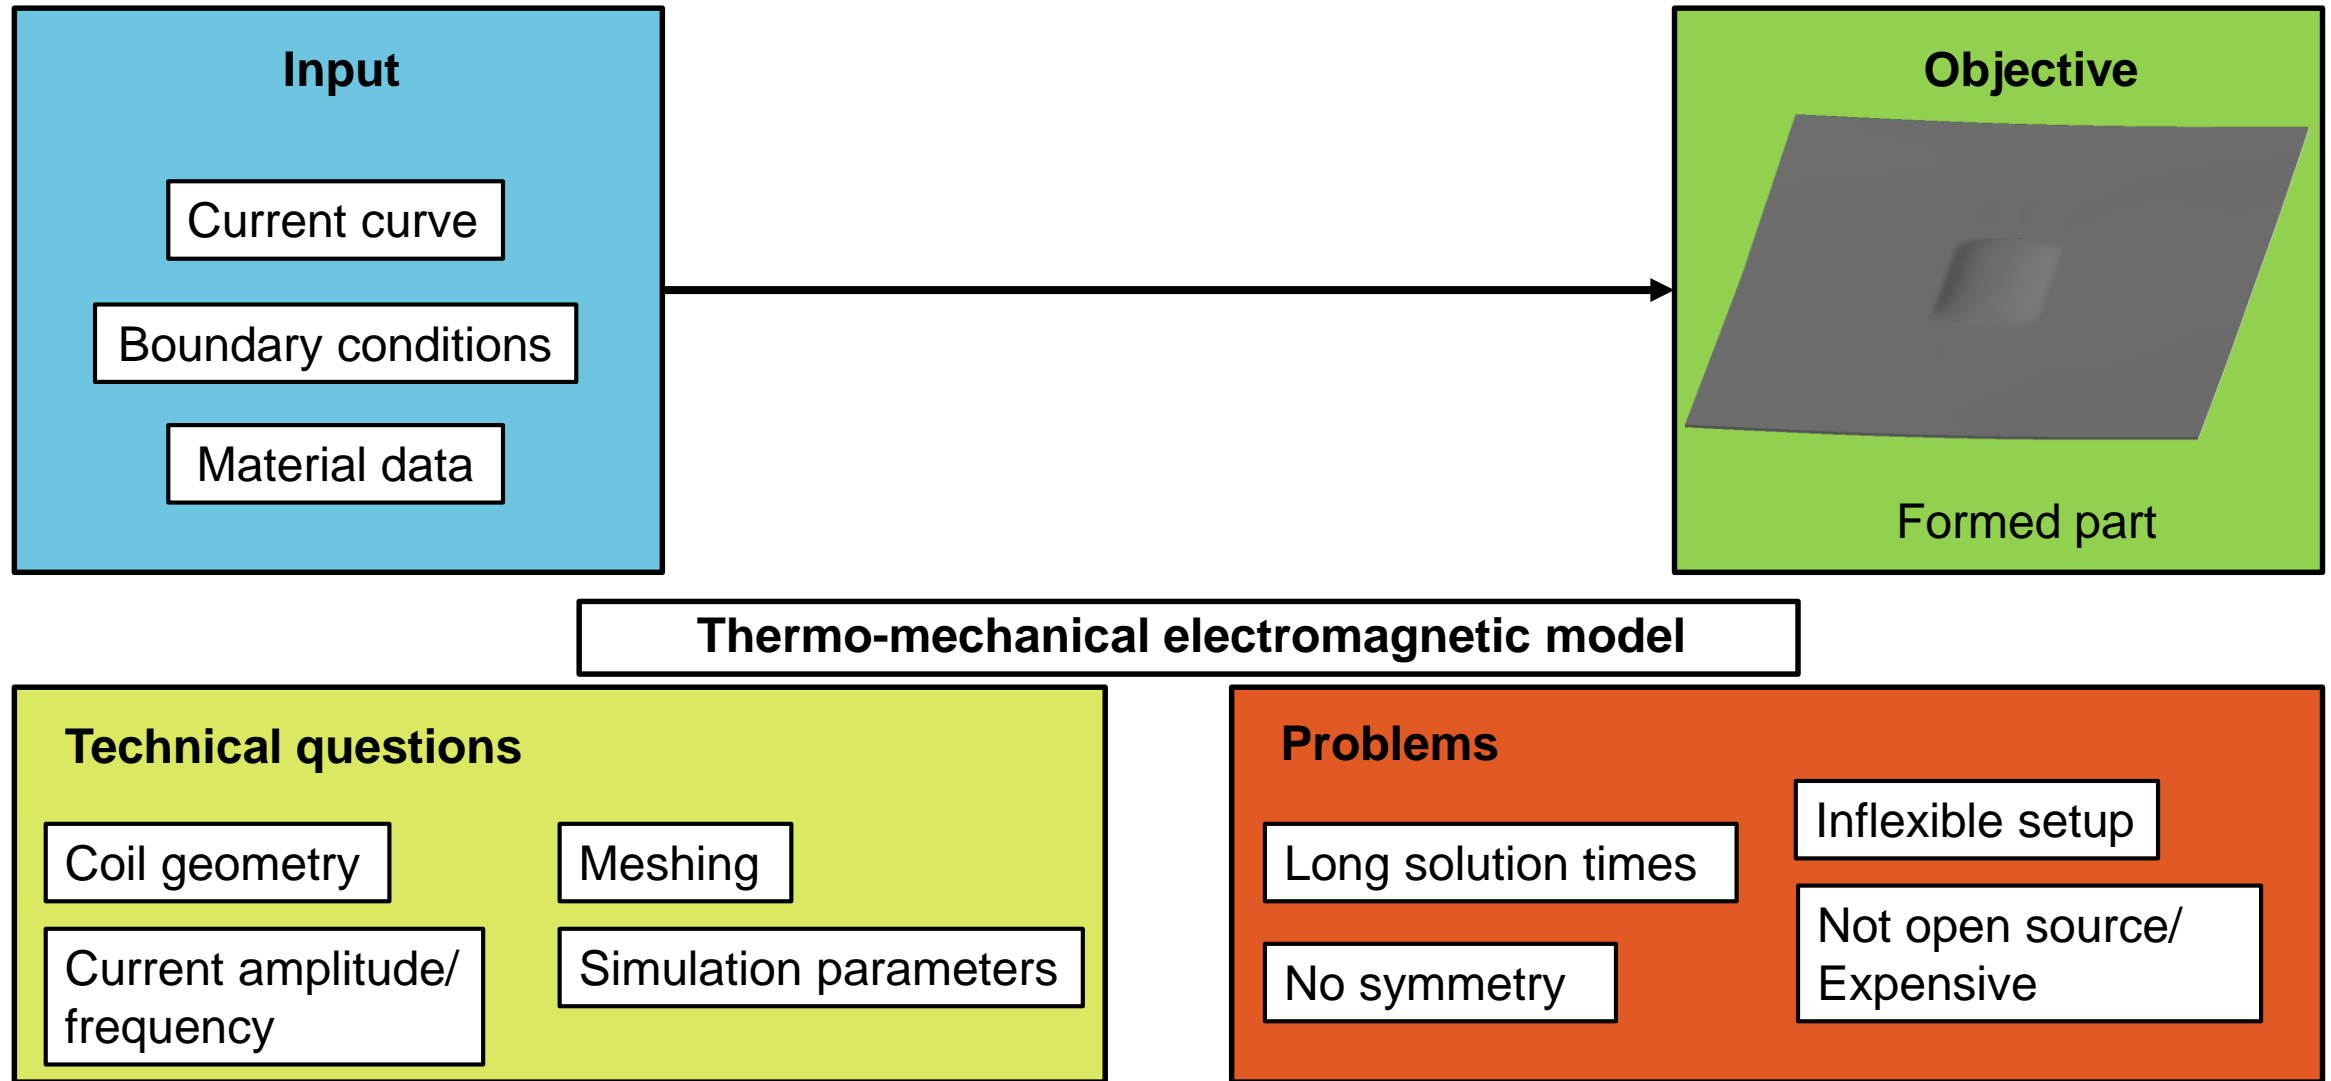 Input
Current curve
Boundary conditions
Material data
Objective
Formed part
Thermo-mechanical electromagnetic model
Technical questions
Coil geometry
Current amplitude/
frequency
Meshing
Simulation parameters
Problems
Long solution times
No symmetry
Inflexible setup
Not open source/
Expensive